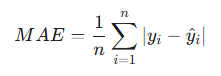 MAE = \frac{1}{n} \sum_{i=1}^{n} |y_i - \hat{y}_i|